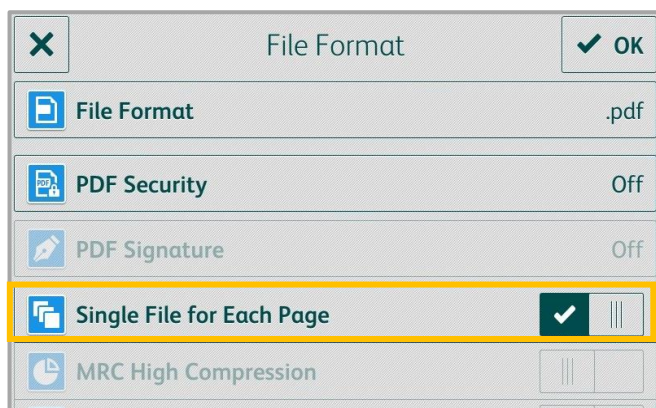 File Format
OK
File Format
.pdf
PDF Security
Off
PDF Signature
Off
Single File for Each Page
MRC High Compression